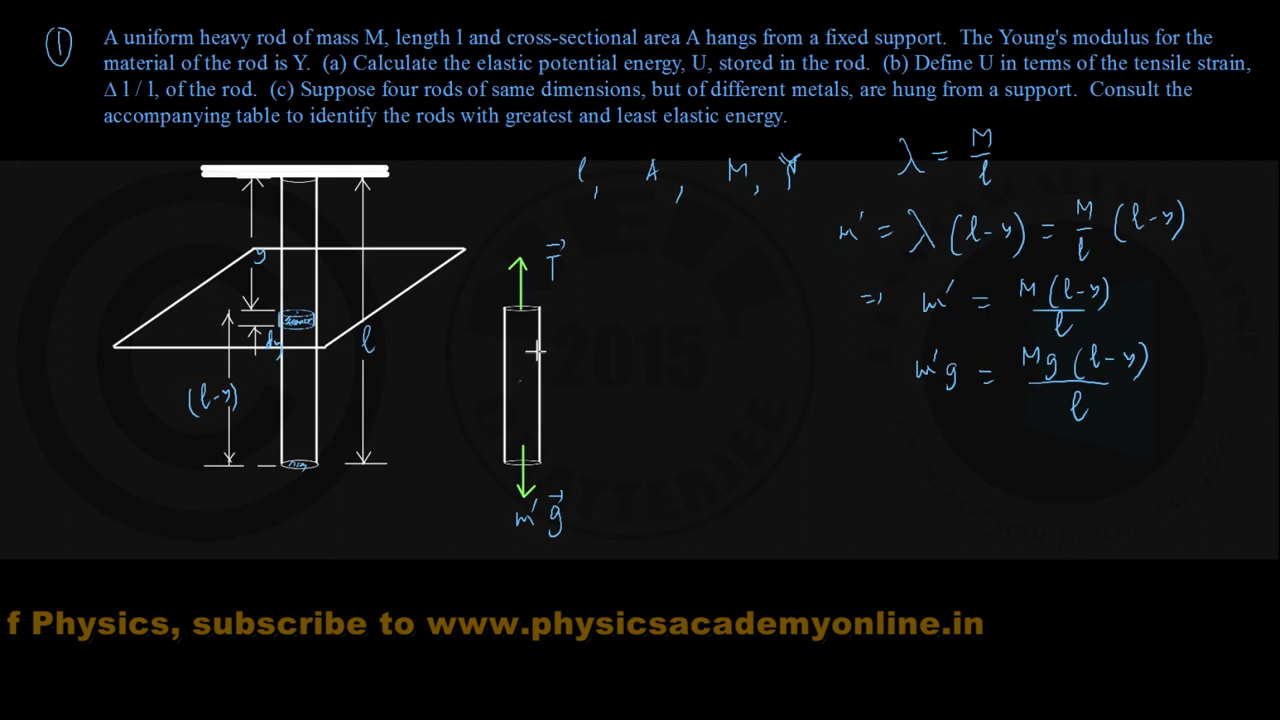 1 A uniform heavy rod of mass M, length l and cross-sectional area A hangs from a fixed support. The Young's modulus for the
material of the rod is Y. (a) Calculate the elastic potential energy, U, stored in the rod. (b) Define U in terms of the tensile strain,
Δ l / l, of the rod. (c) Suppose four rods of same dimensions, but of different metals, are hung from a support. Consult the
accompanying table to identify the rods with greatest and least elastic energy.
l, A, M, Y
λ = M/l
m' = λ (l-y) = M/l (l-y)
⇒ m' = M (l-y)/l
m'g = Mg (l-y)/l
y
dy
l
(l-y)
T⃗
m' g⃗
2015
f Physics, subscribe to www.physicsacademyonline.in